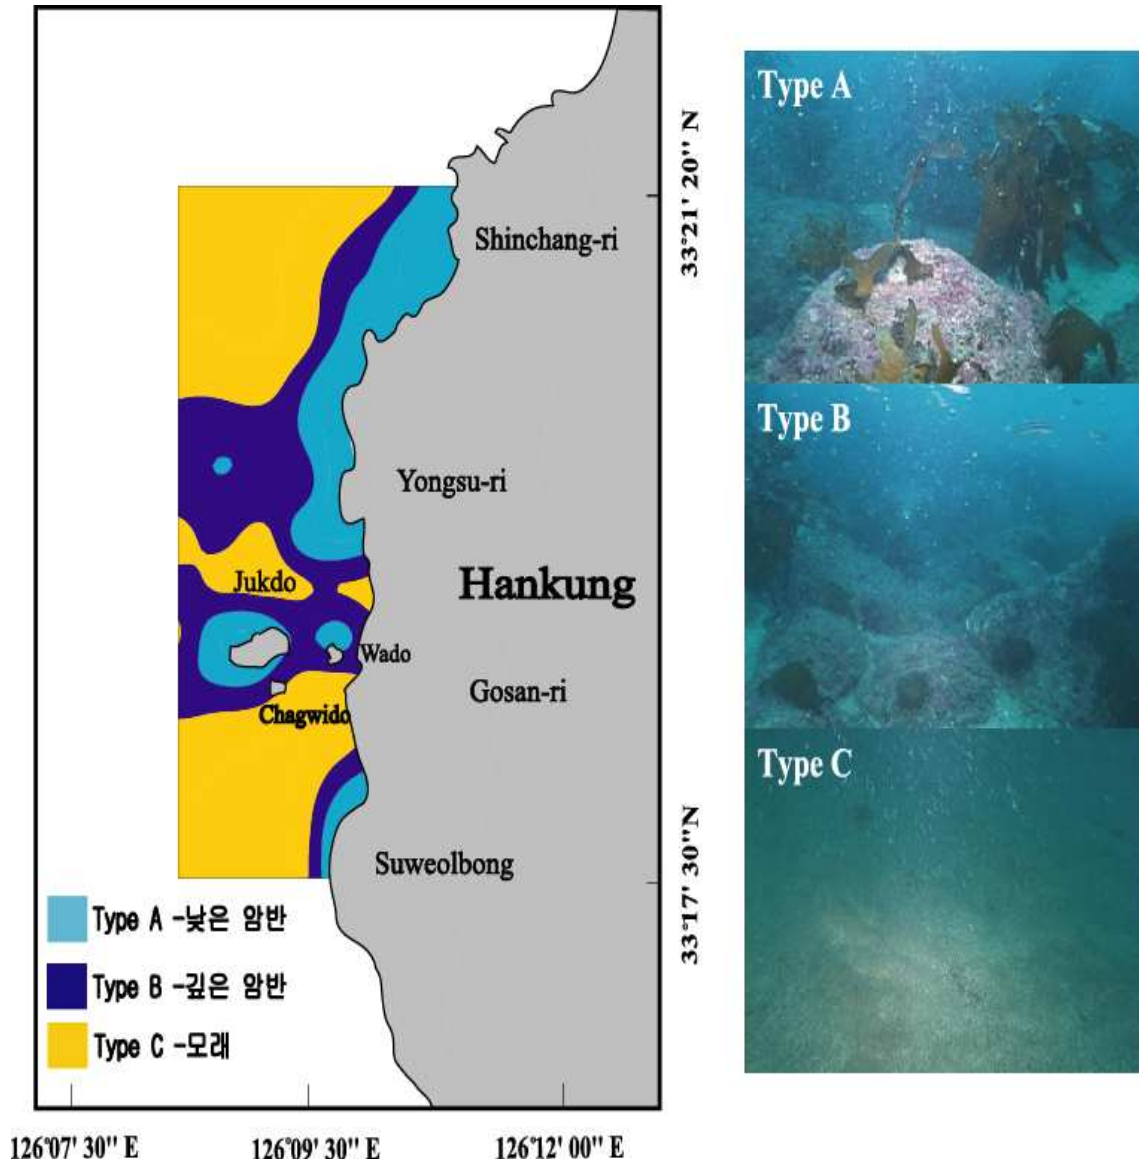 Shinchang-ri
Yongsu-ri
Jukdo
Hankung
Wado
Gosan-ri
Chagwido
Suweolbong
Type A -낮은 암반
Type B -깊은 암반
Type C -모래
126°07' 30'' E
126°09' 30'' E
126°12' 00'' E
33°21' 20'' N
33°17' 30''N
Type A
Type B
Type C